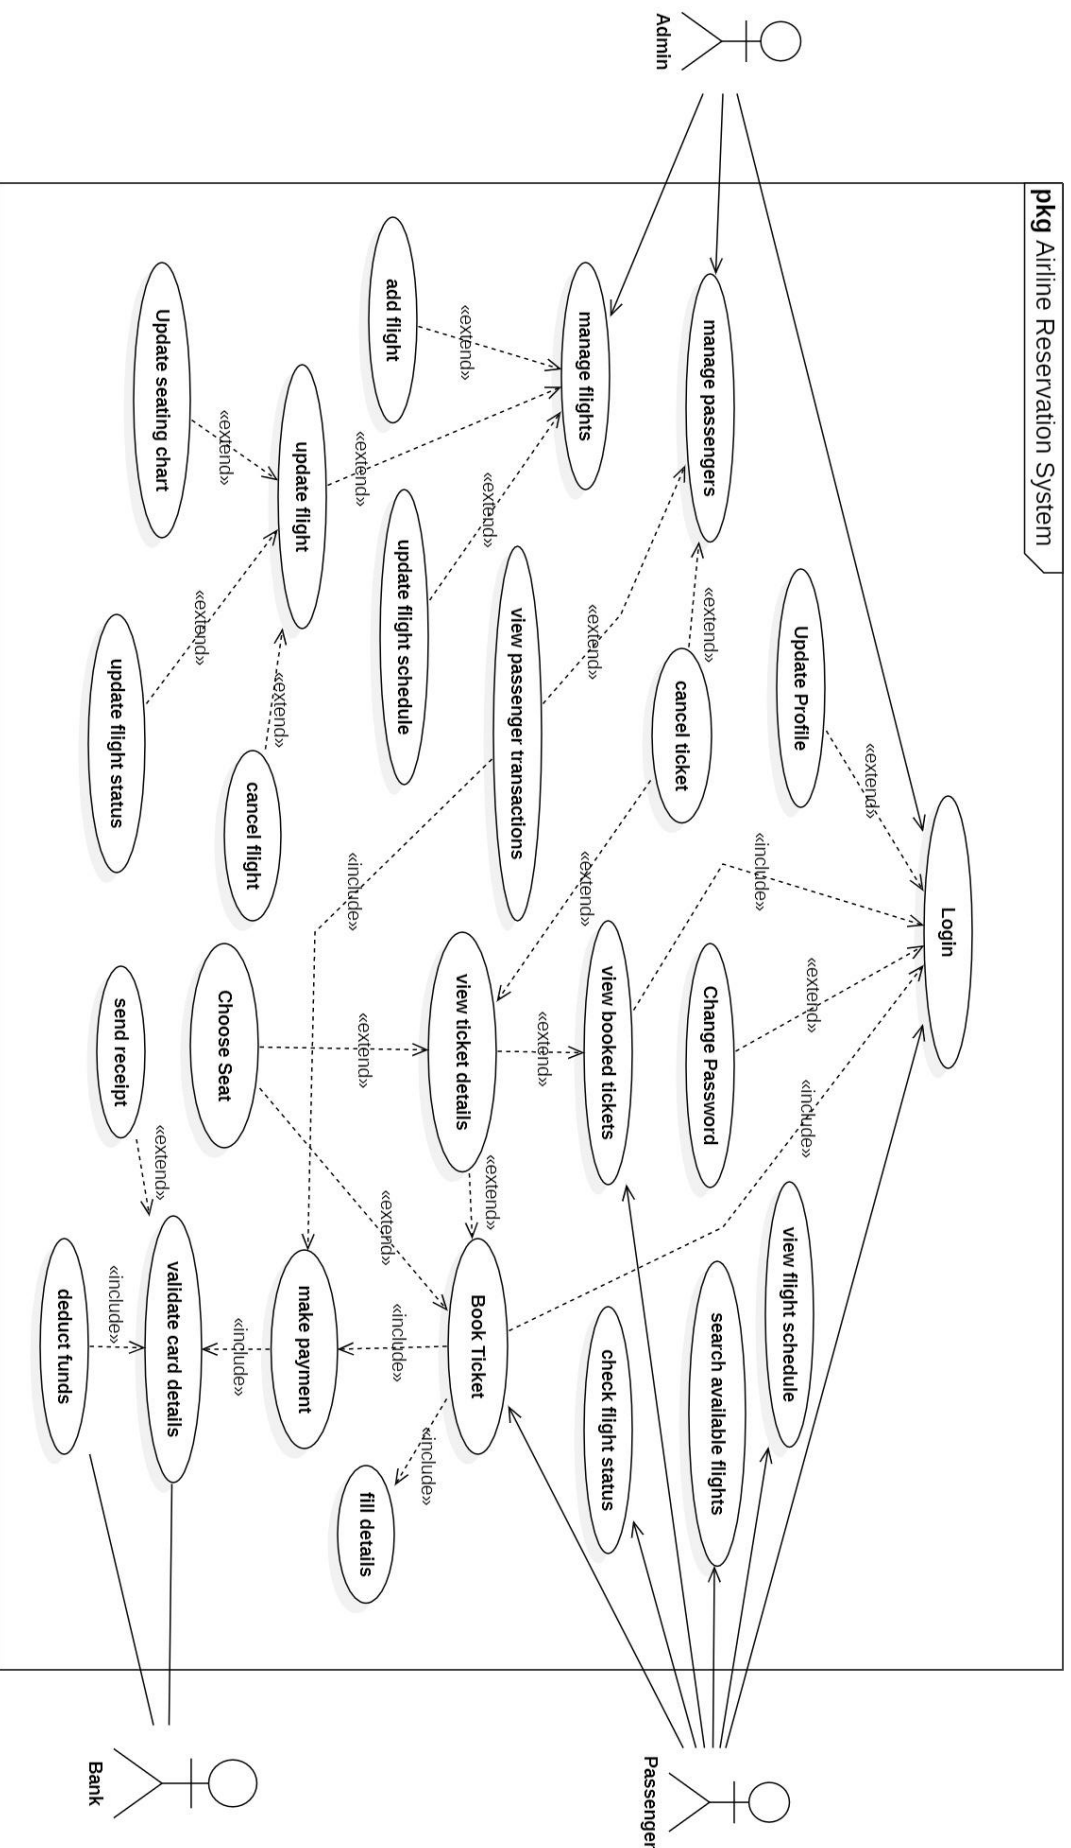 pkg Airline Reservation System
Admin
Login
«extend»
Update Profile
«include»
«extend»
Change Password
«include»
view flight schedule
manage passengers
«extend»
cancel ticket
search available flights
Passenger
manage flights
«extend»
«extend»
view booked tickets
check flight status
«extend»
view passenger transactions
«extend»
«extend»
view ticket details
«extend»
Book Ticket
add flight
«extend»
update flight schedule
«extend»
«include»
«extend»
«extend»
«include»
«include»
fill details
update flight
«extend»
cancel flight
Choose Seat
make payment
«include»
Update seating chart
«extend»
«extend»
update flight status
send receipt
«extend»
validate card details
«include»
deduct funds
Bank